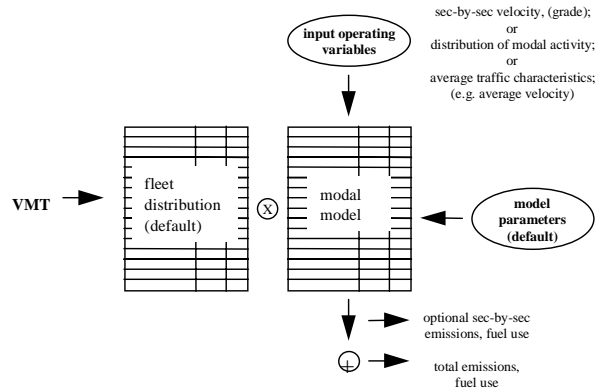 sec-by-sec velocity, (grade);
or
distribution of modal activity;
or
average traffic characteristics;
(e.g. average velocity)
input operating
variables
VMT
fleet
distribution
(default)
X
modal
model
model
parameters
(default)
optional sec-by-sec
emissions, fuel use
+
total emissions,
fuel use